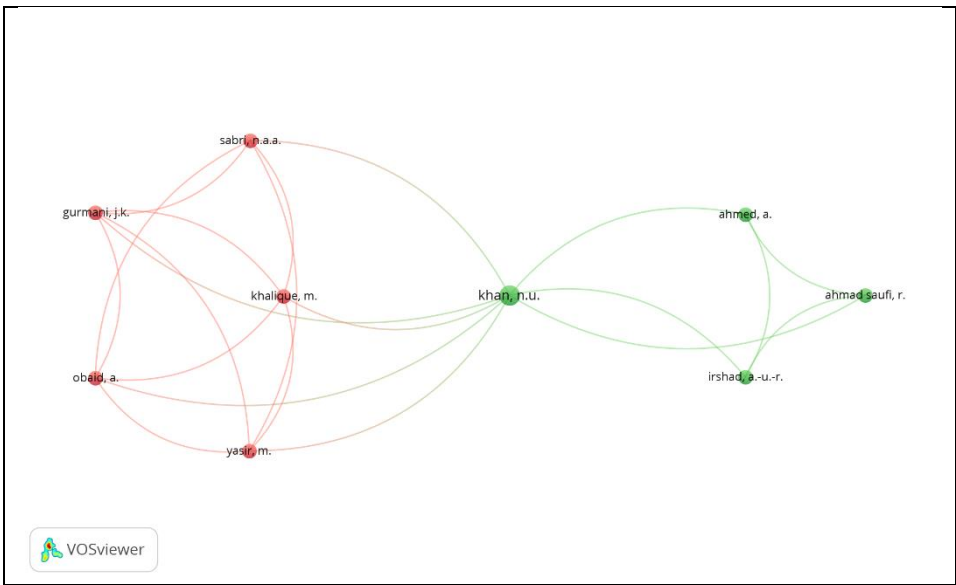 sabri, n.a.a.
gurmani, j.k.
ahmed, a.
khalique, m.
khan, n.u.
ahmad saufi, r.
obaid, a.
irshad, a.-u.-r.
yasir, m.
VOSviewer